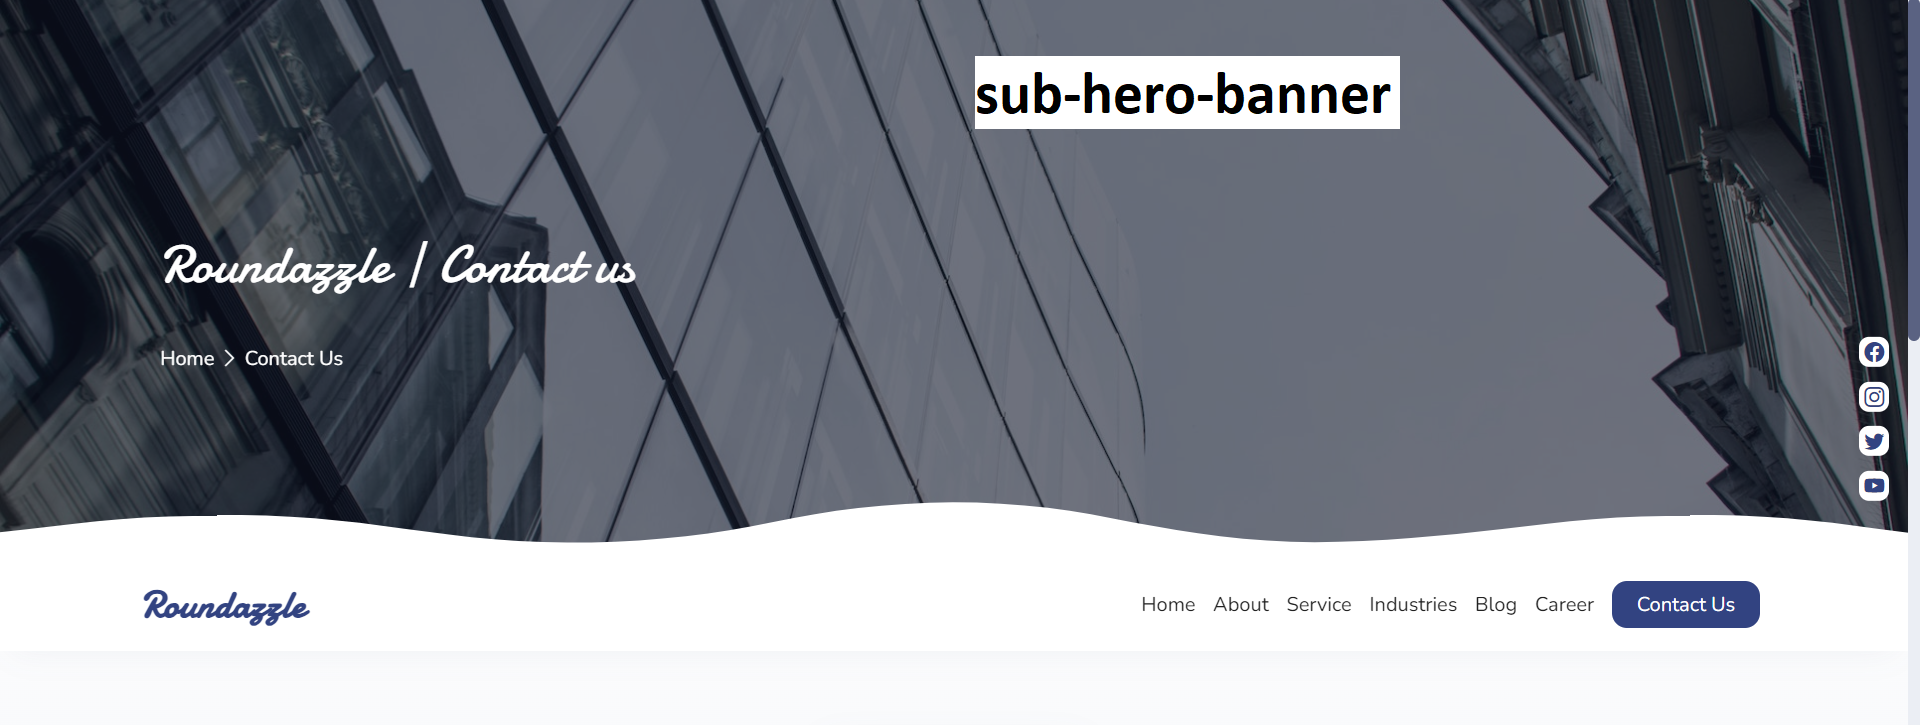 sub-hero-banner
Roundazzle | Contact us
Home > Contact Us
Roundazzle
Home About Service Industries Blog Career Contact Us